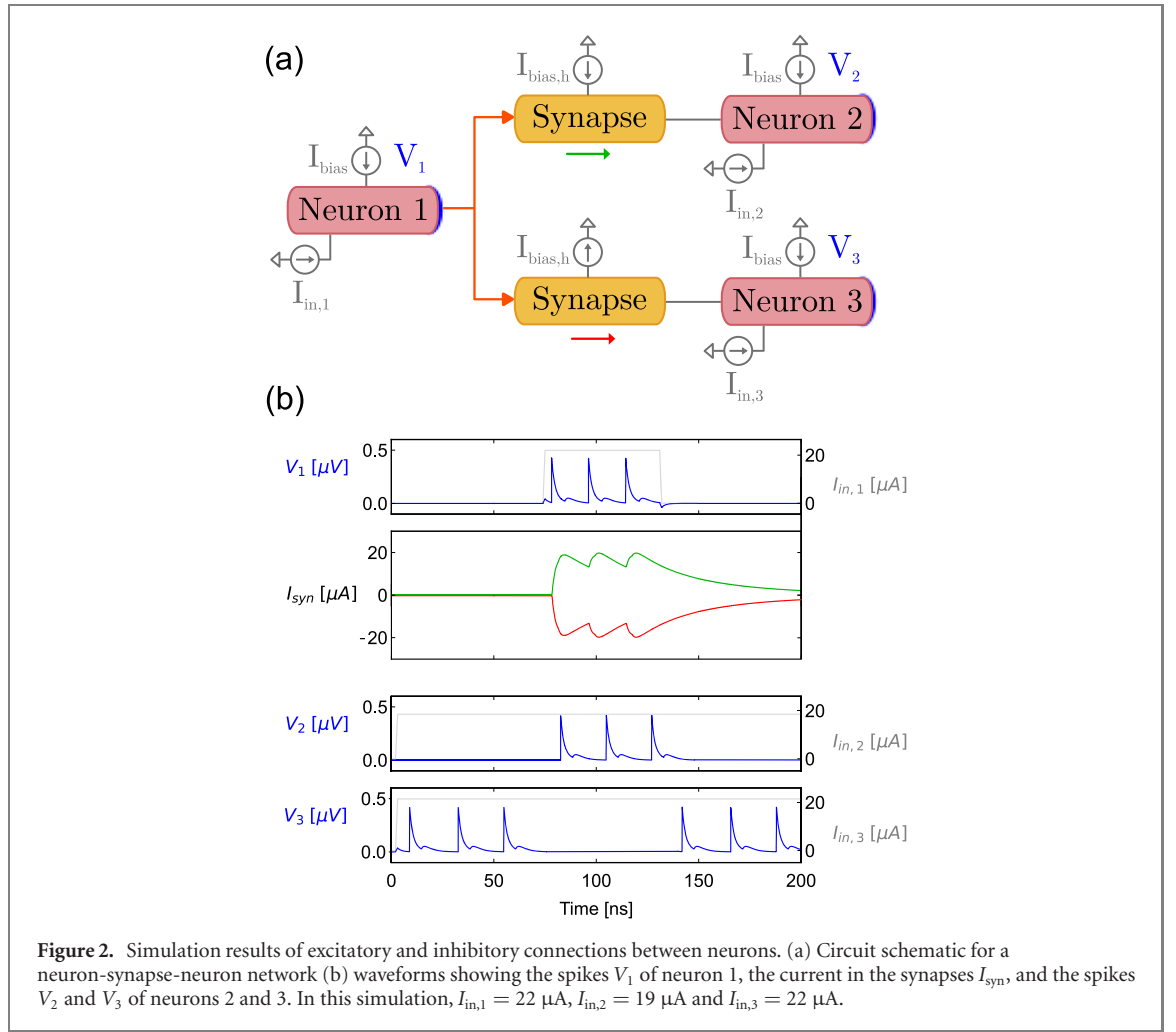 (a)
I_bias,h
I_bias V_2
Synapse
Neuron 2
I_bias V_1
I_in,2
Neuron 1
I_bias,h
I_bias V_3
I_in,1
Synapse
Neuron 3
I_in,3
(b)
0.5
20
V_1 [μV]
I_in, 1 [μA]
0.0
0
20
I_syn [μA]
0
-20
0.5
20
V_2 [μV]
I_in, 2 [μA]
0.0
0
0.5
20
V_3 [μV]
I_in, 3 [μA]
0.0
0
0 50 100 150 200
Time [ns]
Figure 2. Simulation results of excitatory and inhibitory connections between neurons. (a) Circuit schematic for a
neuron-synapse-neuron network (b) waveforms showing the spikes V_1 of neuron 1, the current in the synapses I_syn, and the spikes
V_2 and V_3 of neurons 2 and 3. In this simulation, I_in,1 = 22 μA, I_in,2 = 19 μA and I_in,3 = 22 μA.